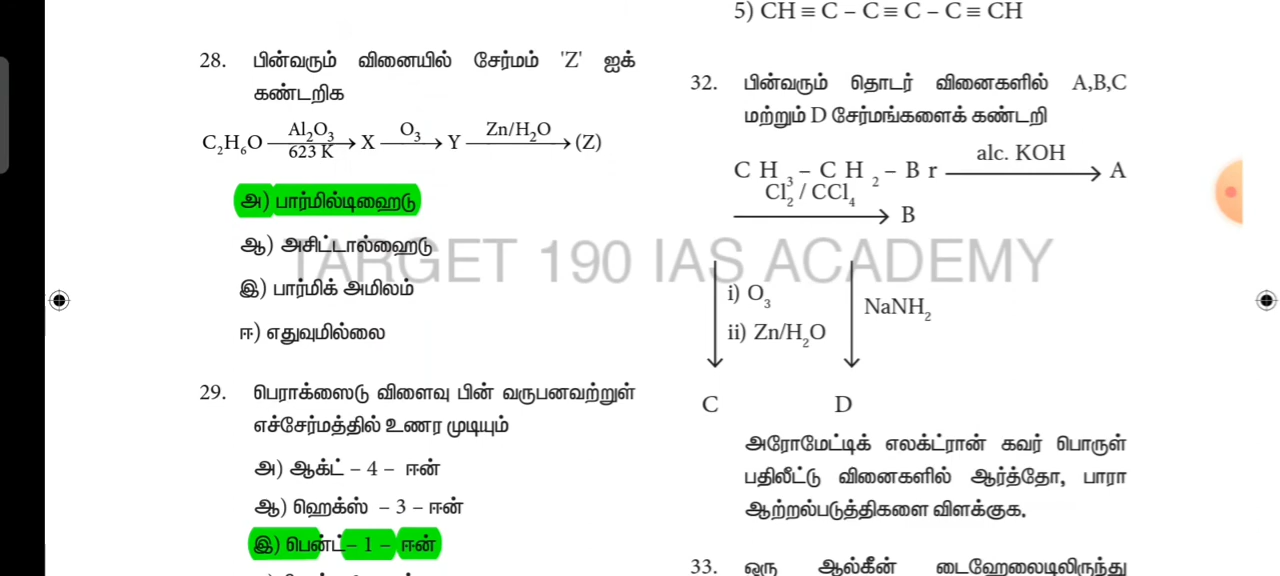 28. பின்வரும் வினையில் சேர்மம் 'Z' ஐக்
கண்டறிக
C₂H₆O —Al₂O₃ / 623 K→ X —O₃→ Y —Zn/H₂O→ (Z)
அ) பார்மில்டிஹைடு
ஆ) அசிட்டால்ஹைடு
இ) பார்மிக் அமிலம்
ஈ) எதுவுமில்லை
29. பெராக்ஸைடு விளைவு பின் வருபனவற்றுள்
எச்சேர்மத்தில் உணர முடியும்
அ) ஆக்ட் – 4 – ஈன்
ஆ) ஹெக்ஸ் – 3 – ஈன்
இ) பென்ட் – 1 – ஈன்
5) CH ≡ C – C ≡ C – C ≡ CH
32. பின்வரும் தொடர் வினைகளில் A,B,C
மற்றும் D சேர்மங்களைக் கண்டறி
CH₃ – CH₂ – Br —alc. KOH→ A
—Cl₂ / CCl₄→ B
i) O₃
ii) Zn/H₂O
NaNH₂
C D
அரோமேட்டிக் எலக்ட்ரான் கவர் பொருள்
பதிலீட்டு வினைகளில் ஆர்த்தோ, பாரா
ஆற்றல்படுத்திகளை விளக்குக.
33. ஒரு ஆல்கீன் டைஹேலைடிலிருந்து
TARGET 190 IAS ACADEMY